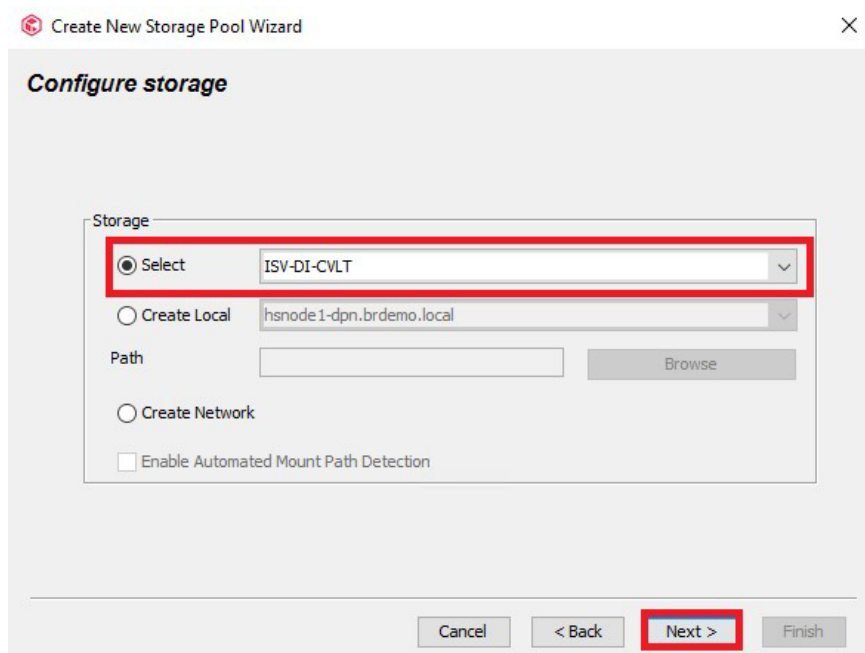 Create New Storage Pool Wizard
Configure storage
Storage
Select ISV-DI-CVLT
Create Local hsnode1-dpn.brdemo.local
Path Browse
Create Network
Enable Automated Mount Path Detection
Cancel < Back Next > Finish